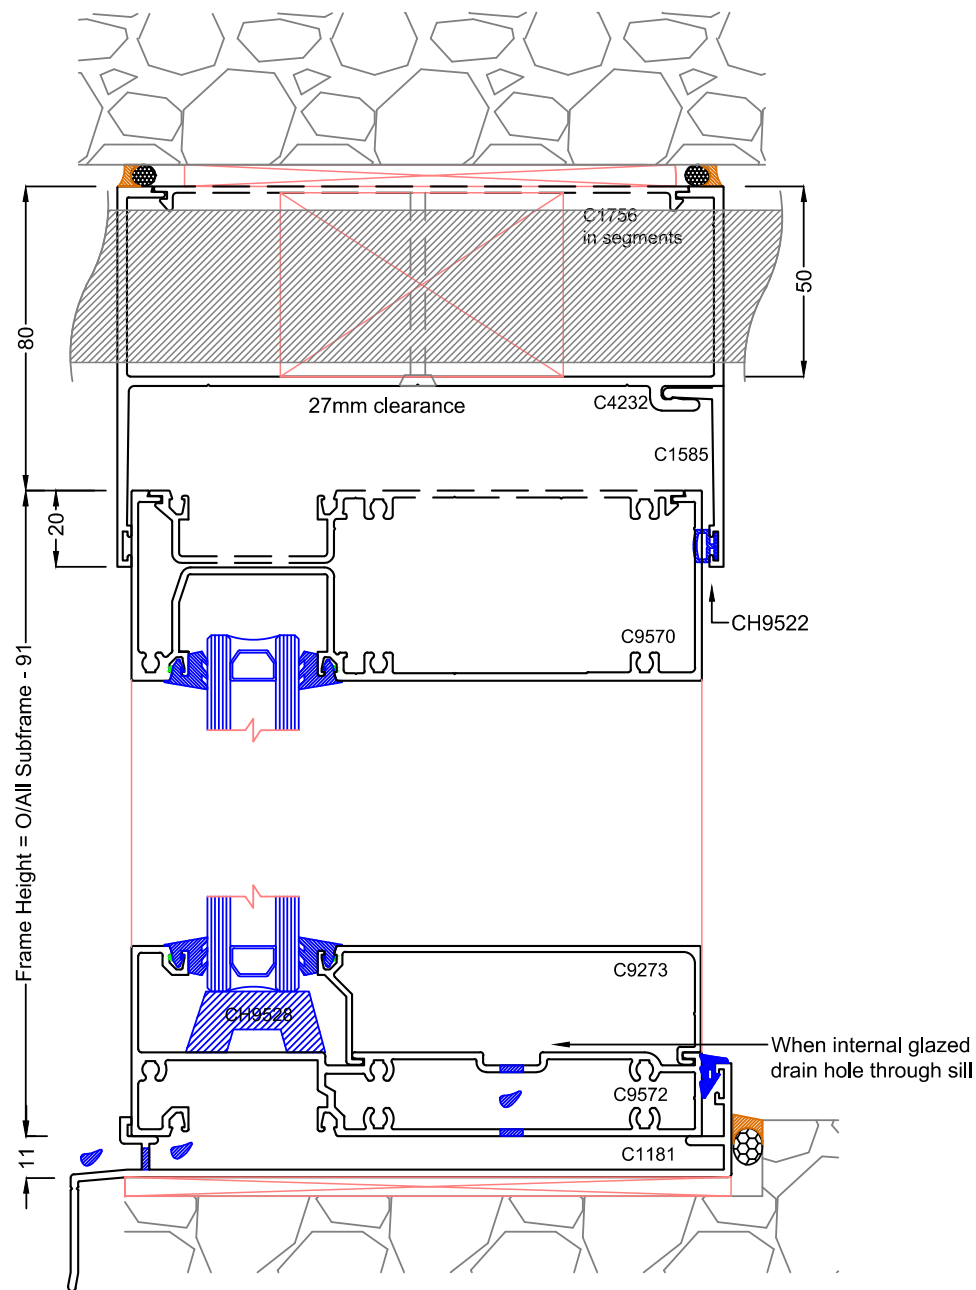 C1756
in segments
80
50
27mm clearance
C4232
C1585
20
CH9522
C9570
Frame Height = O/All Subframe - 91
C9273
CH9528
When internal glazed
drain hole through sill
C9572
C1181
11